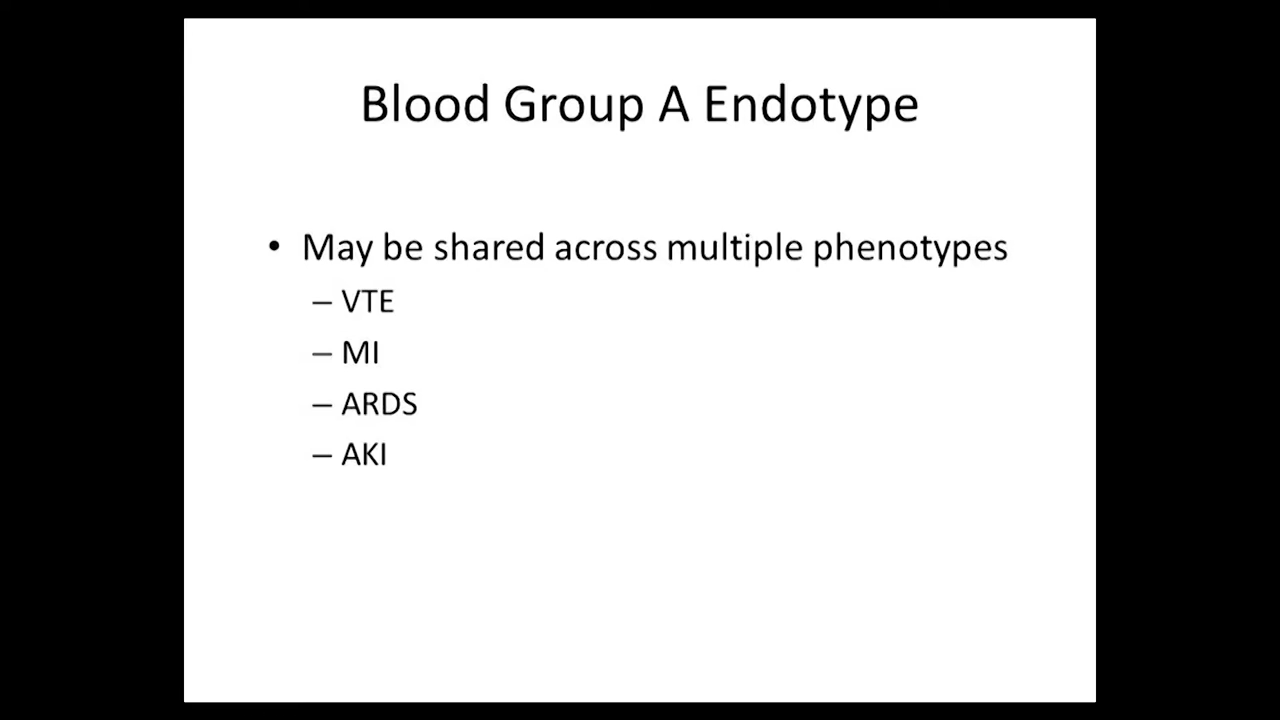 Blood Group A Endotype
• May be shared across multiple phenotypes
– VTE
– MI
– ARDS
– AKI